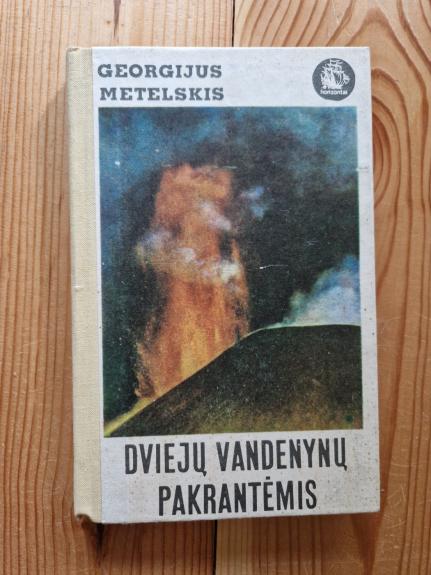 GEORGIJUS
METELSKIS
horizontai
DVIEJŲ VANDENYNŲ
PAKRANTĖMIS